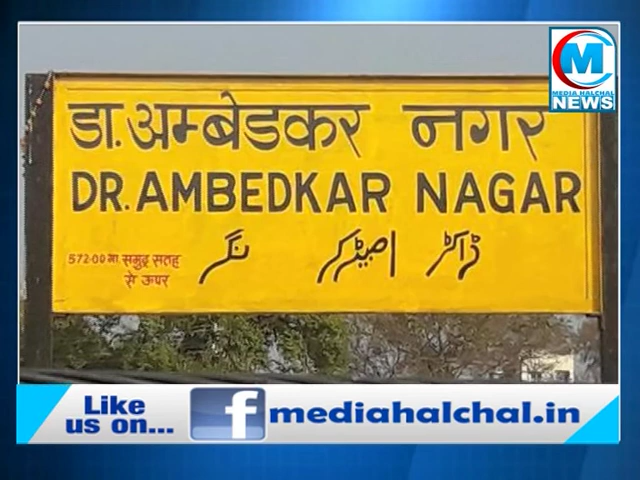 MEDIA HALCHAL
NEWS
डा.अम्बेडकर नगर
DR. AMBEDKAR NAGAR
572.00 मी. समुद्र सतह
से ऊपर
ڈاکٹر امبیڈکر نگر
Like
us on...
f mediahalchal.in